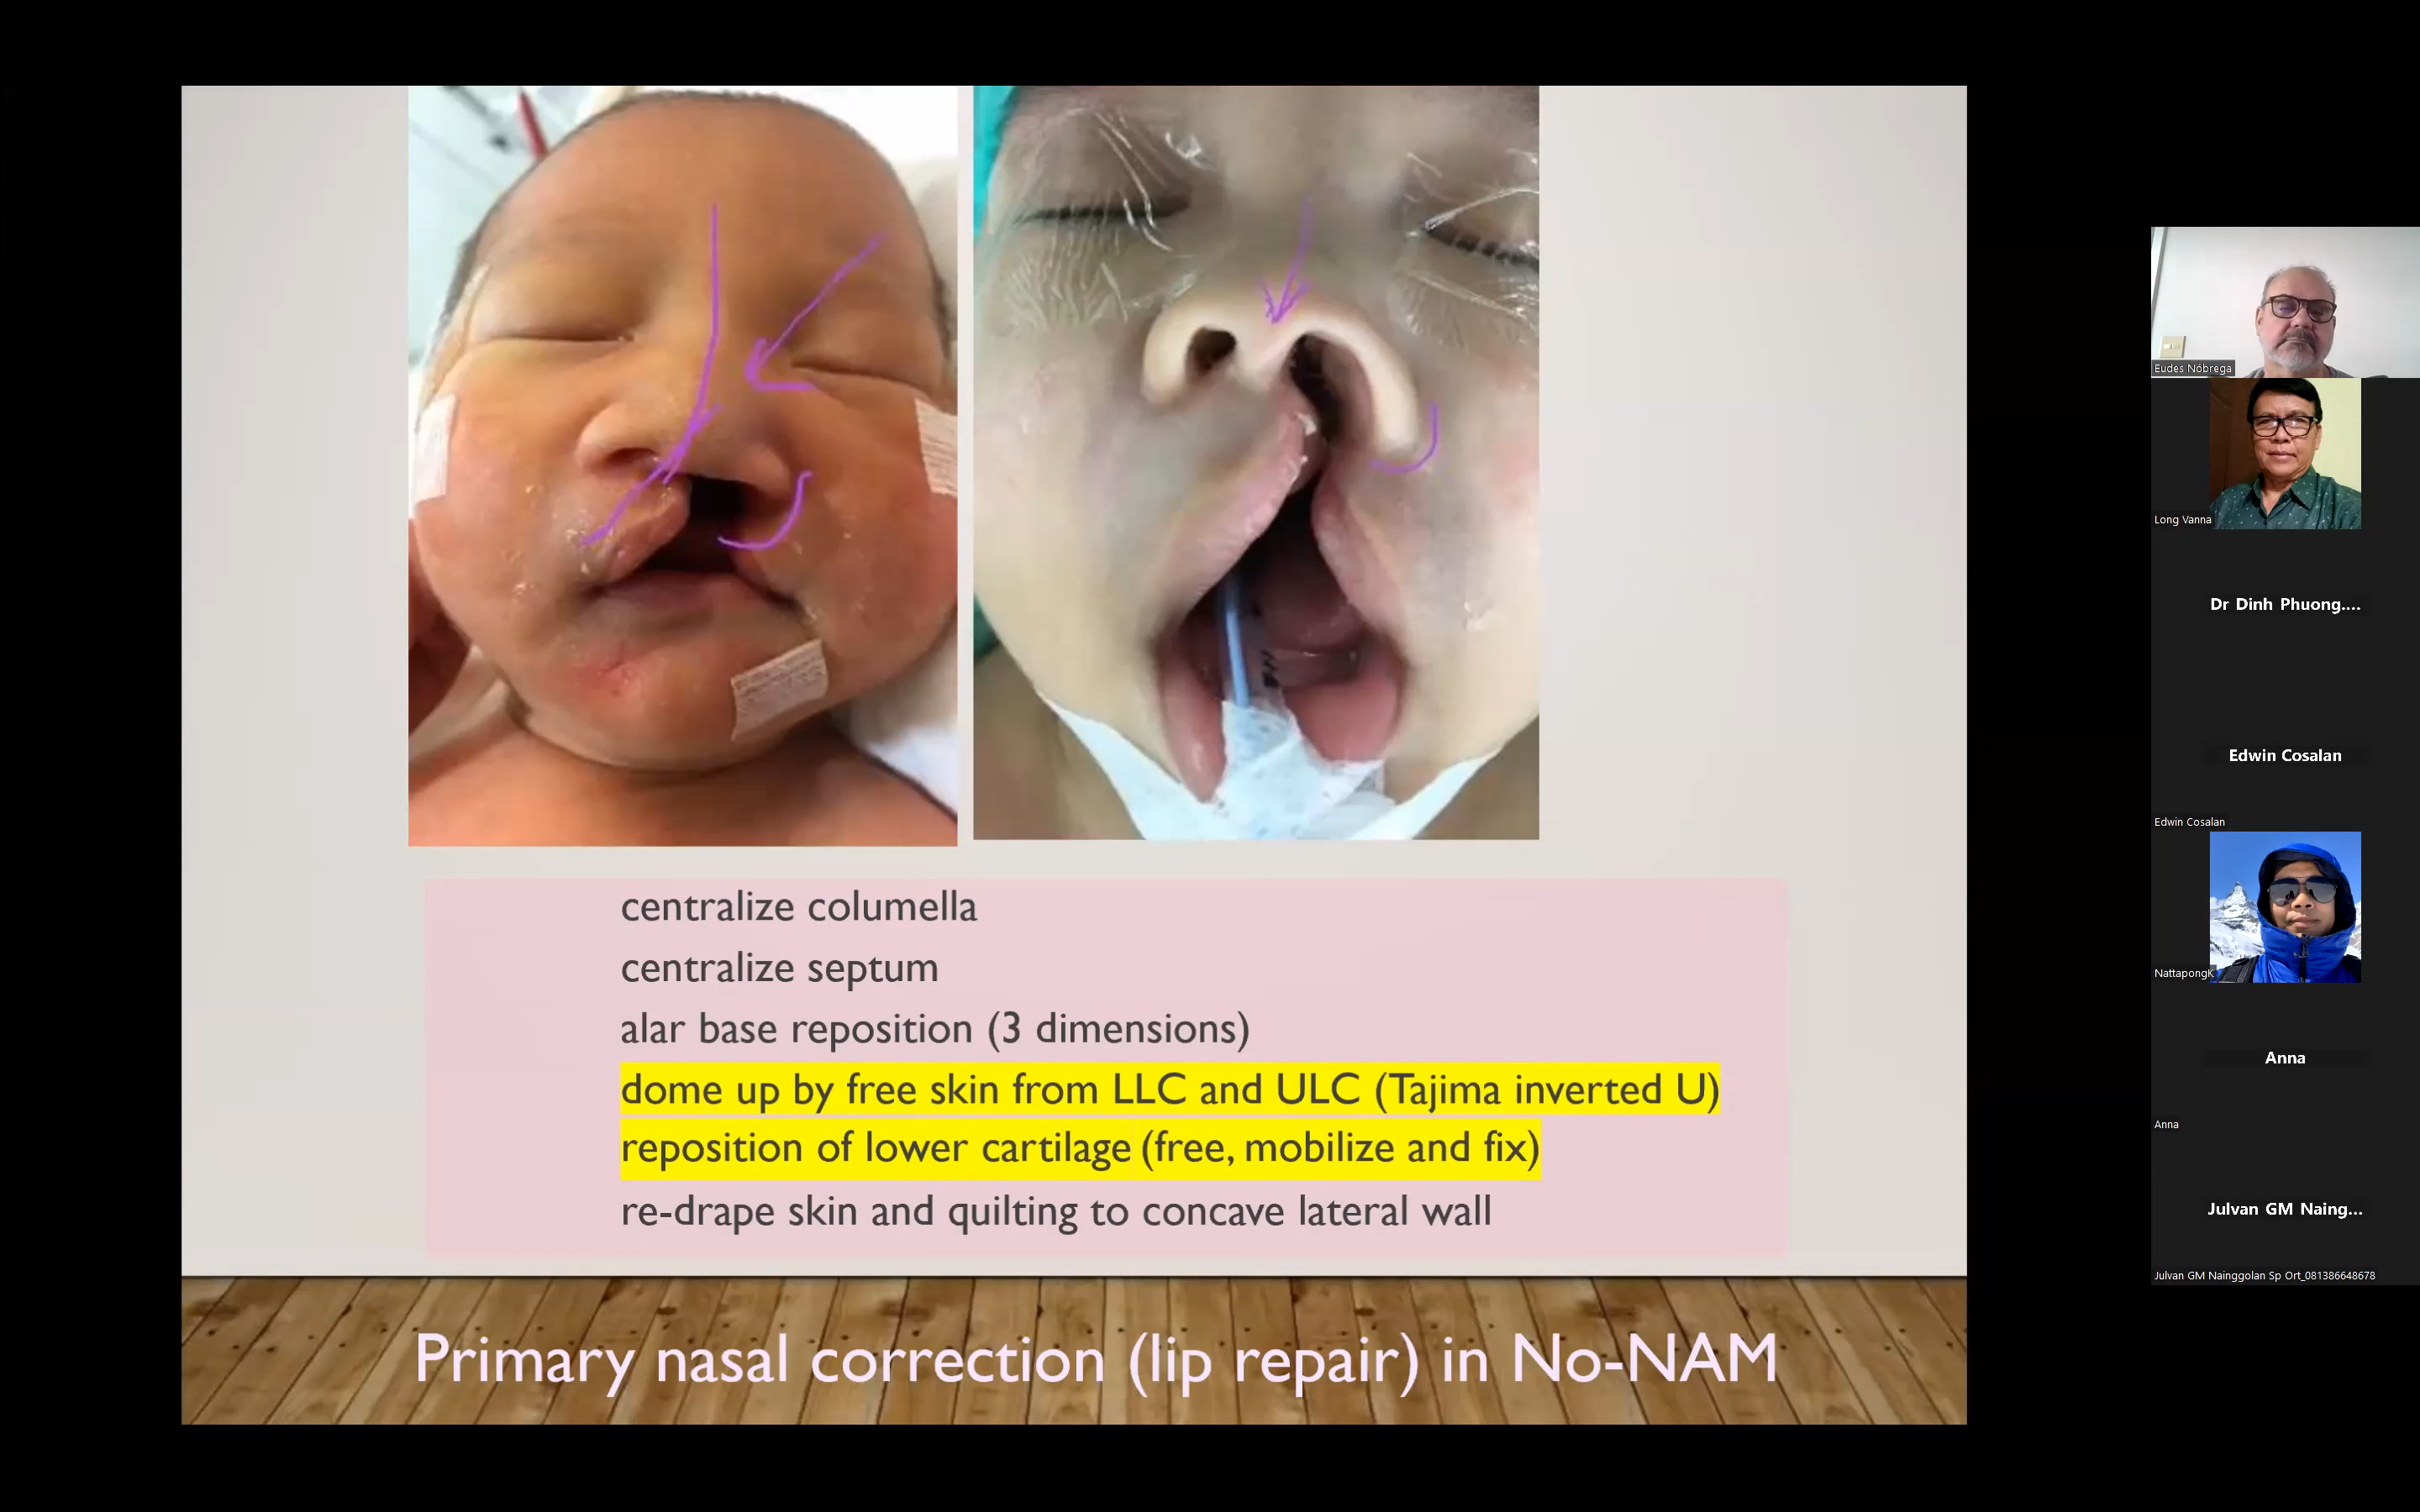 centralize columella
centralize septum
alar base reposition (3 dimensions)
dome up by free skin from LLC and ULC (Tajima inverted U)
reposition of lower cartilage (free, mobilize and fix)
re-drape skin and quilting to concave lateral wall
Primary nasal correction (lip repair) in No-NAM
Eudes Nóbrega
Long Vanna
Dr Dinh Phuong....
Edwin Cosalan
Edwin Cosalan
NattapongK
Anna
Anna
Julvan GM Naing...
Julvan GM Nainggolan Sp Ort_081386648678